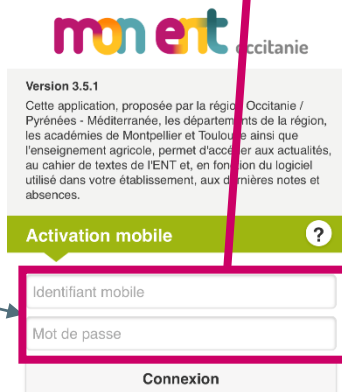 mon ent occitanie
Version 3.5.1
Cette application, proposée par la région Occitanie /
Pyrénées - Méditerranée, les départements de la région,
les académies de Montpellier et Toulouse ainsi que
l'enseignement agricole, permet d'accéder aux actualités,
au cahier de textes de l'ENT et, en fonction du logiciel
utilisé dans votre établissement, aux dernières notes et
absences.
Activation mobile ?
Identifiant mobile
Mot de passe
Connexion